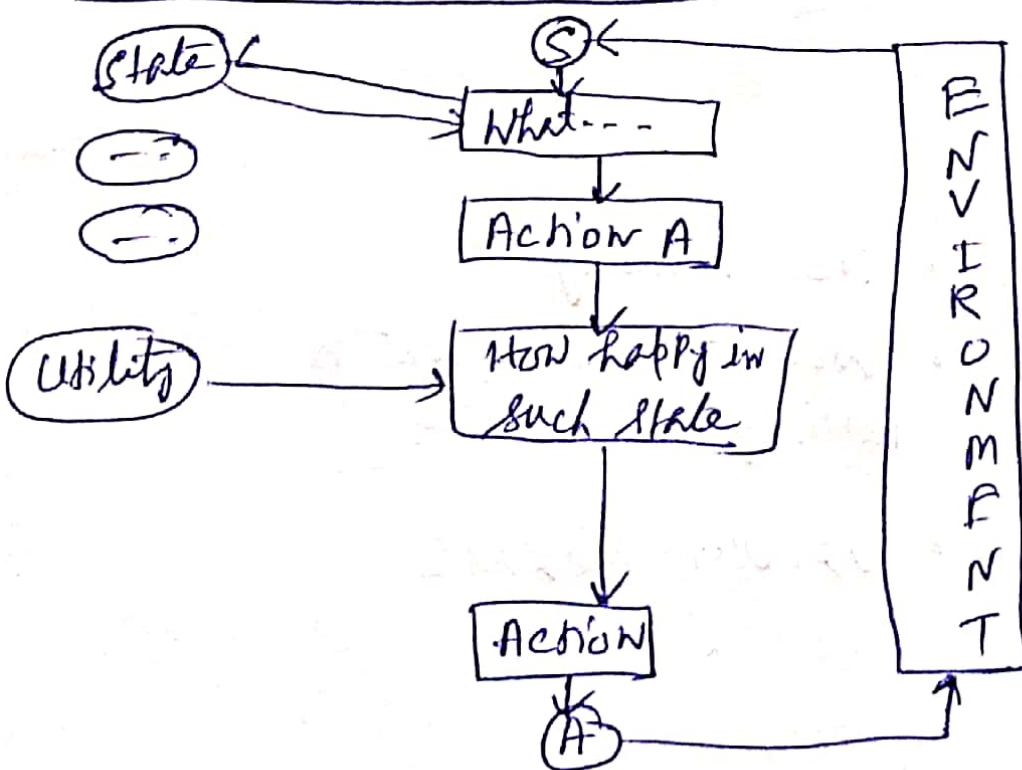 S
State
What----
Action A
Utility
How happy in
such state
Action
A
ENVIRONMENT